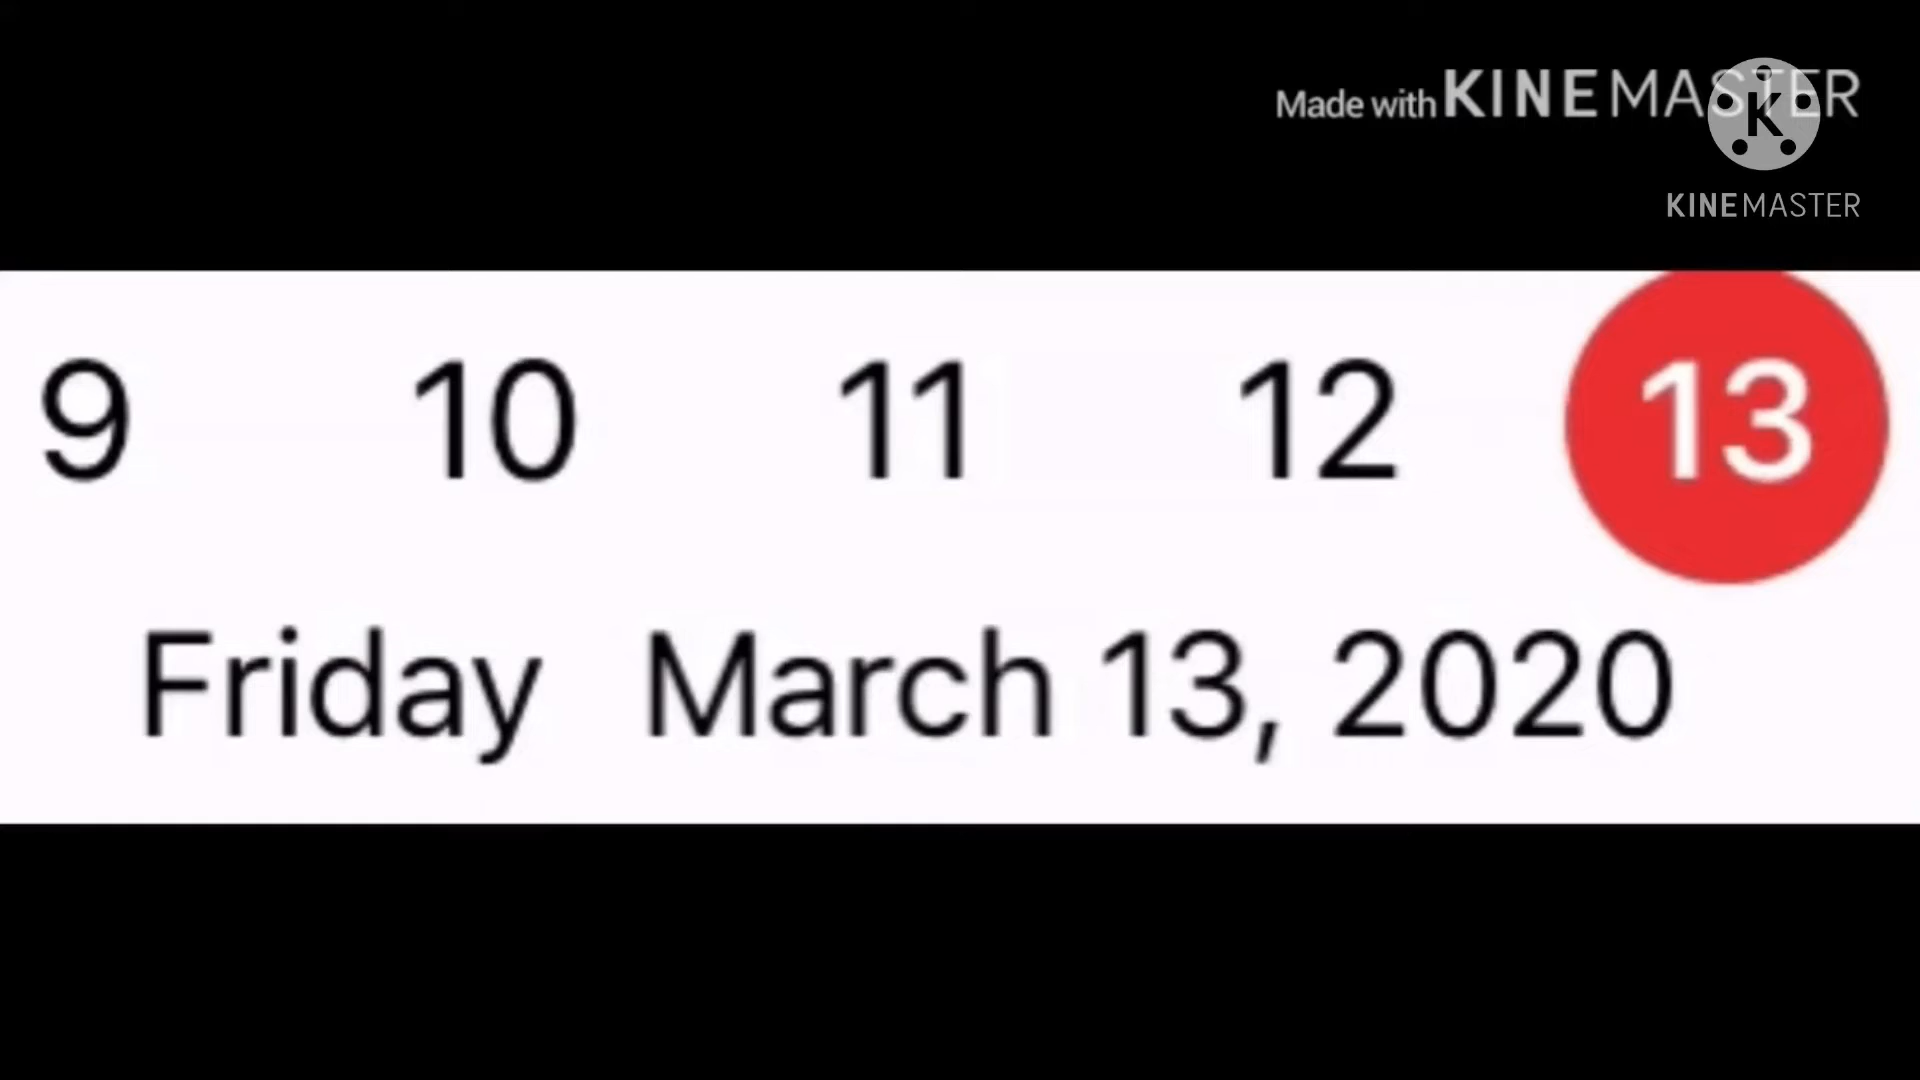 Made with KINEMASTER
K
KINEMASTER
9 10 11 12 13
Friday March 13, 2020